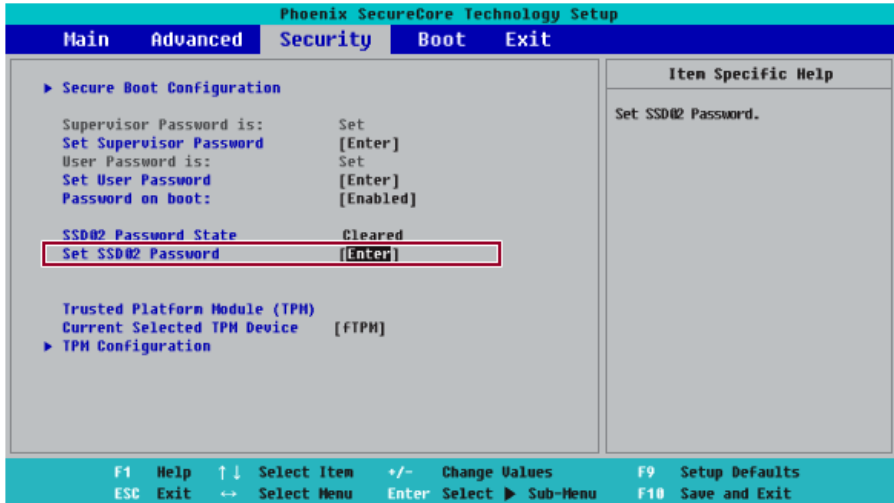 Phoenix SecureCore Technology Setup
Main Advanced Security Boot Exit
Item Specific Help
▶ Secure Boot Configuration
Set SSD02 Password.
Supervisor Password is: Set
Set Supervisor Password [Enter]
User Password is: Set
Set User Password [Enter]
Password on boot: [Enabled]
SSD02 Password State Cleared
Set SSD02 Password [Enter]
Trusted Platform Module (TPM)
Current Selected TPM Device [fTPM]
▶ TPM Configuration
F1 Help ↑↓ Select Item +/- Change Values F9 Setup Defaults
ESC Exit ↔ Select Menu Enter Select ▶ Sub-Menu F10 Save and Exit